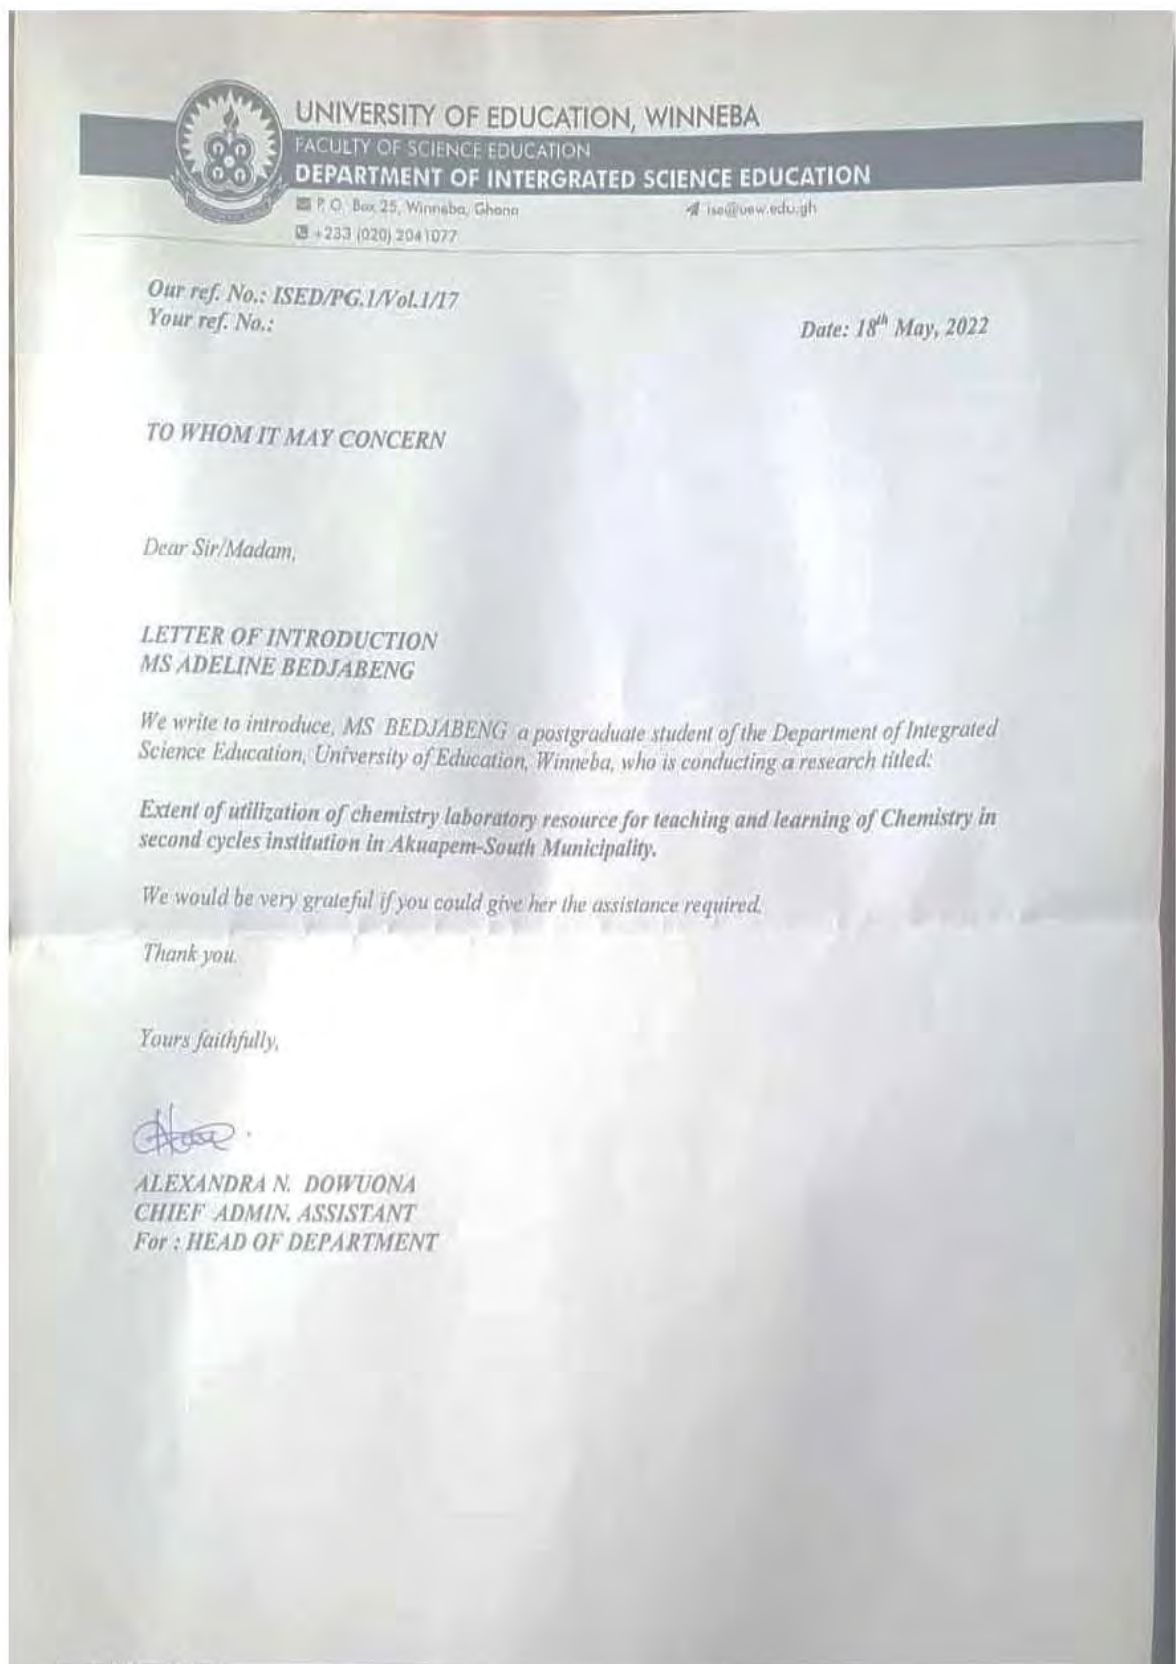 UNIVERSITY OF EDUCATION, WINNEBA
FACULTY OF SCIENCE EDUCATION
DEPARTMENT OF INTERGRATED SCIENCE EDUCATION
P. O. Box 25, Winneba, Ghana ise@uew.edu.gh
+233 (020) 2041077
Our ref. No.: ISED/PG.1/Vol.1/17
Your ref. No.:
Date: 18th May, 2022
TO WHOM IT MAY CONCERN
Dear Sir/Madam,
LETTER OF INTRODUCTION
MS ADELINE BEDJABENG
We write to introduce, MS BEDJABENG a postgraduate student of the Department of Integrated
Science Education, University of Education, Winneba, who is conducting a research titled:
Extent of utilization of chemistry laboratory resource for teaching and learning of Chemistry in
second cycles institution in Akuapem-South Municipality.
We would be very grateful if you could give her the assistance required.
Thank you.
Yours faithfully,
ALEXANDRA N. DOWUONA
CHIEF ADMIN. ASSISTANT
For : HEAD OF DEPARTMENT